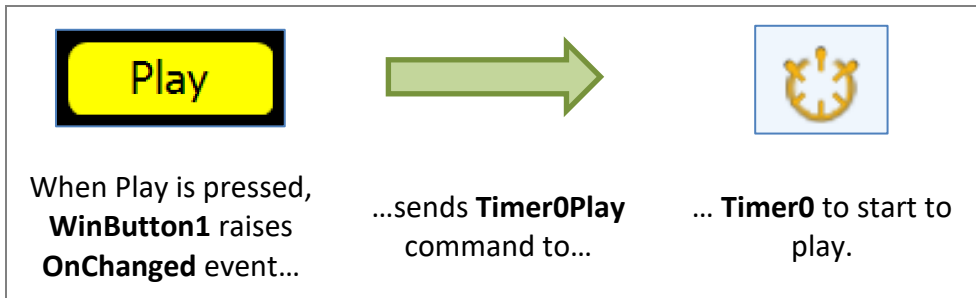 Play
When Play is pressed,
WinButton1 raises
OnChanged event…
…sends Timer0Play
command to…
… Timer0 to start to
play.